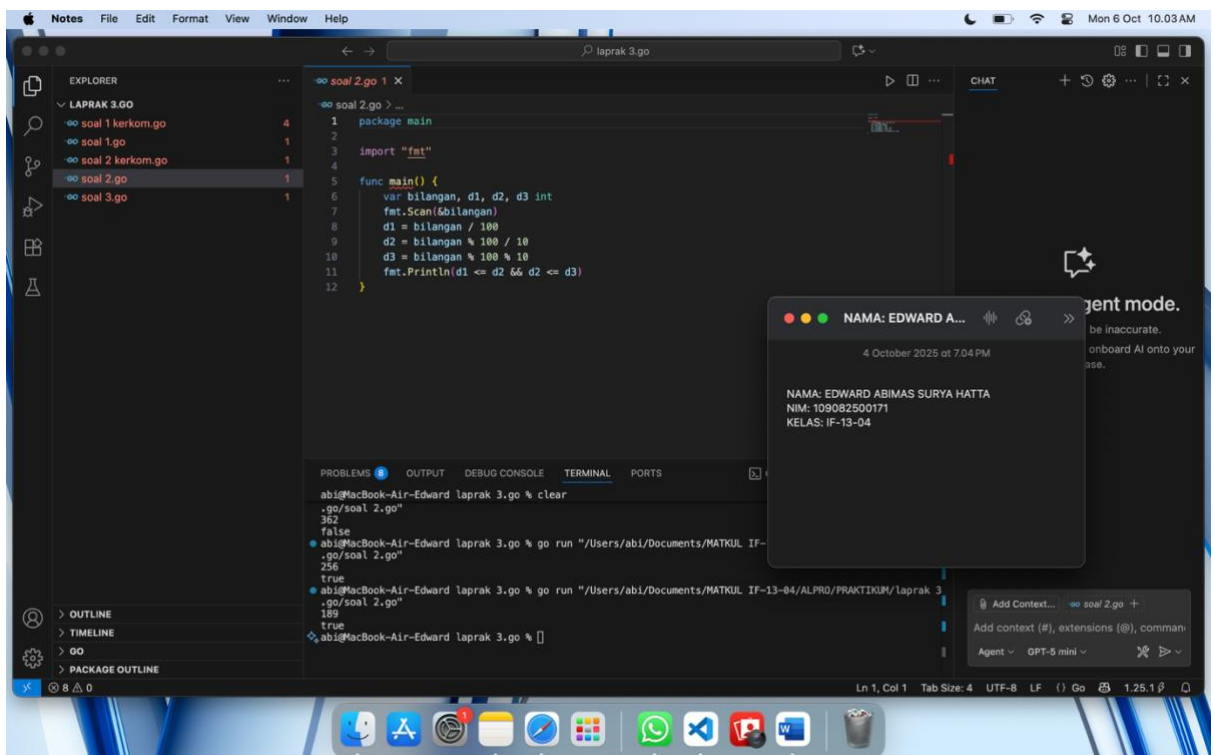 Notes File Edit Format View Window Help
Mon 6 Oct 10.03 AM
laprak 3.go
EXPLORER
LAPRAK 3.GO
soal 1 kerkom.go 4
soal 1.go 1
soal 2 kerkom.go 1
soal 2.go 1
soal 3.go 1
OUTLINE
TIMELINE
GO
PACKAGE OUTLINE
soal 2.go 1
soal 2.go > ...
1 package main
2
3 import "fmt"
4
5 func main() {
6 var bilangan, d1, d2, d3 int
7 fmt.Scan(&bilangan)
8 d1 = bilangan / 100
9 d2 = bilangan % 100 / 10
10 d3 = bilangan % 100 % 10
11 fmt.Println(d1 <= d2 && d2 <= d3)
12 }
PROBLEMS 8 OUTPUT DEBUG CONSOLE TERMINAL PORTS
abi@MacBook-Air-Edward laprak 3.go % clear
.go/soal 2.go"
362
false
abi@MacBook-Air-Edward laprak 3.go % go run "/Users/abi/Documents/MATKUL IF-
.go/soal 2.go"
256
true
abi@MacBook-Air-Edward laprak 3.go % go run "/Users/abi/Documents/MATKUL IF-13-04/ALPRO/PRAKTIKUM/laprak 3
.go/soal 2.go"
189
true
abi@MacBook-Air-Edward laprak 3.go %
CHAT
gent mode.
be inaccurate.
onboard AI onto your
ase.
NAMA: EDWARD A...
4 October 2025 at 7.04 PM
NAMA: EDWARD ABIMAS SURYA HATTA
NIM: 109082500171
KELAS: IF-13-04
Add Context... soal 2.go
Add context (#), extensions (@), comman
Agent GPT-5 mini
8 0
Ln 1, Col 1 Tab Size: 4 UTF-8 LF {} Go 1.25.1
1